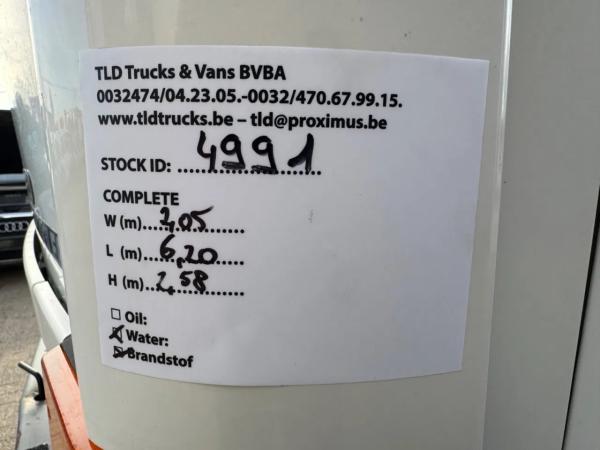 TLD Trucks & Vans BVBA
0032474/04.23.05.-0032/470.67.99.15.
www.tldtrucks.be – tld@proximus.be
STOCK ID: 4991
COMPLETE
W (m) 2,05
L (m) 6,20
H (m) 2,58
Oil:
Water:
Brandstof